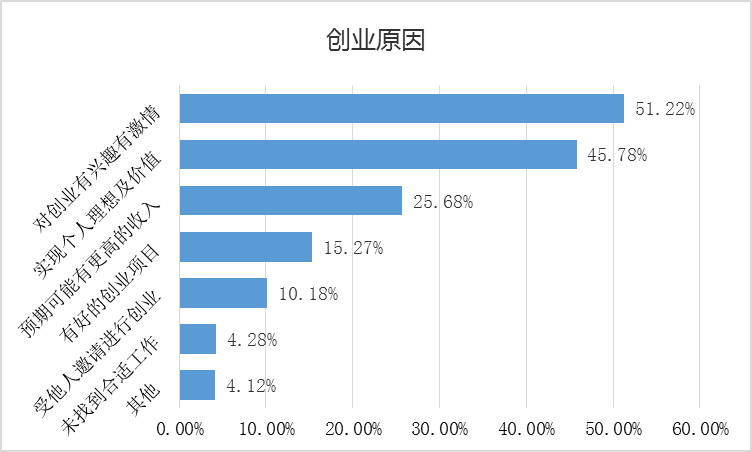 创业原因
对创业有兴趣有激情
51.22%
实现个人理想及价值
45.78%
预期可能有更高的收入
25.68%
有好的创业项目
15.27%
受他人邀请进行创业
10.18%
未找到合适工作
4.28%
其他
4.12%
0.00% 10.00% 20.00% 30.00% 40.00% 50.00% 60.00%